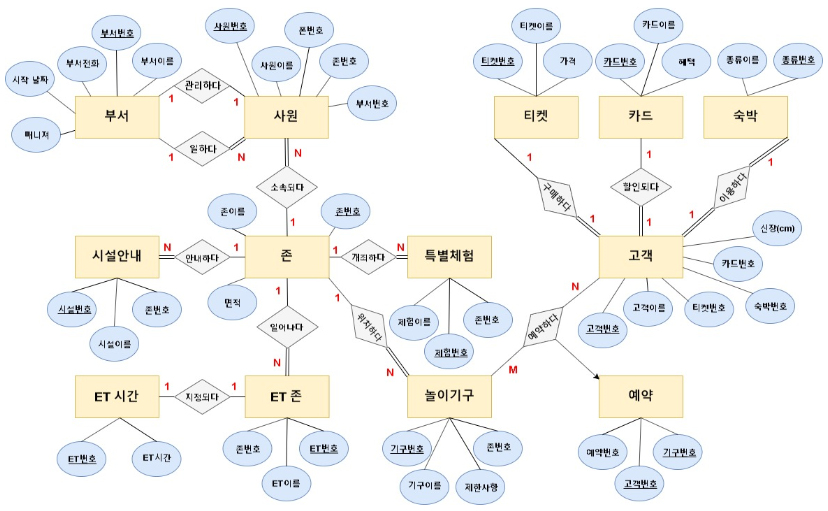 사원번호
폰번호
티켓이름
카드이름
부서번호
부서전화
부서이름
사원이름
존번호
티켓번호
가격
카드번호
혜택
종류이름
종류번호
시작 날짜
매니져
부서
관리하다
1
1
사원
부서번호
티켓
카드
숙박
일하다
1
N
N
1
1
1
소속되다
구매하다
할인되다
이용하다
존이름
존번호
1
1
1
1
신장(cm)
시설안내
N
안내하다
1
존
1
개최하다
N
특별체험
고객
카드번호
시설번호
존번호
시설이름
면적
1
1
체험이름
존번호
체험번호
N
고객이름
티켓번호
숙박번호
고객번호
일어나다
위치하다
예약하다
N
N
M
ET 시간
1
지정되다
1
ET 존
놀이기구
예약
ET번호
ET시간
존번호
ET번호
ET이름
기구번호
존번호
기구이름
제한사항
예매번호
기구번호
고객번호